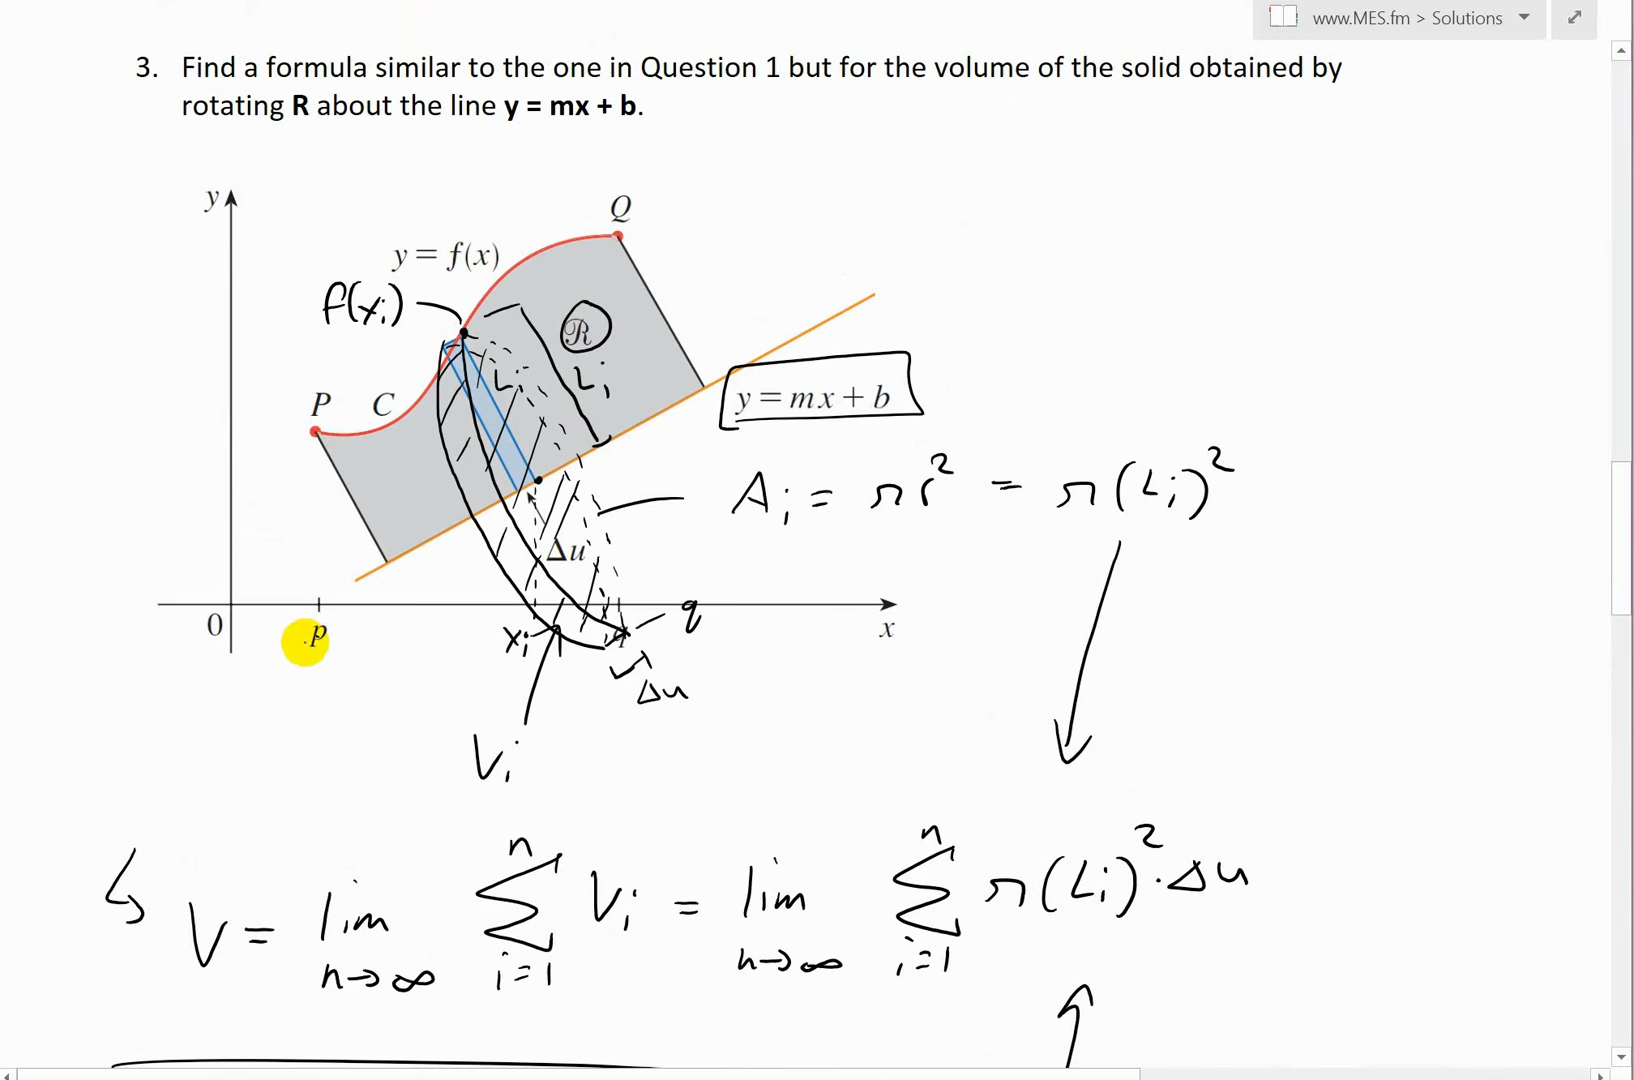 www.MES.fm > Solutions
3. Find a formula similar to the one in Question 1 but for the volume of the solid obtained by
rotating R about the line y = mx + b.
y
Q
y = f(x)
f(xᵢ)
ℛ
Lᵢ
Lᵢ
P C
y = mx + b
Aᵢ = πr² = π(Lᵢ)²
Δu
0
p
xᵢ
q
q
x
Δu
Vᵢ
↳ V = lim n→∞ ∑ i=1 n Vᵢ = lim n→∞ ∑ i=1 n π(Lᵢ)² · Δu